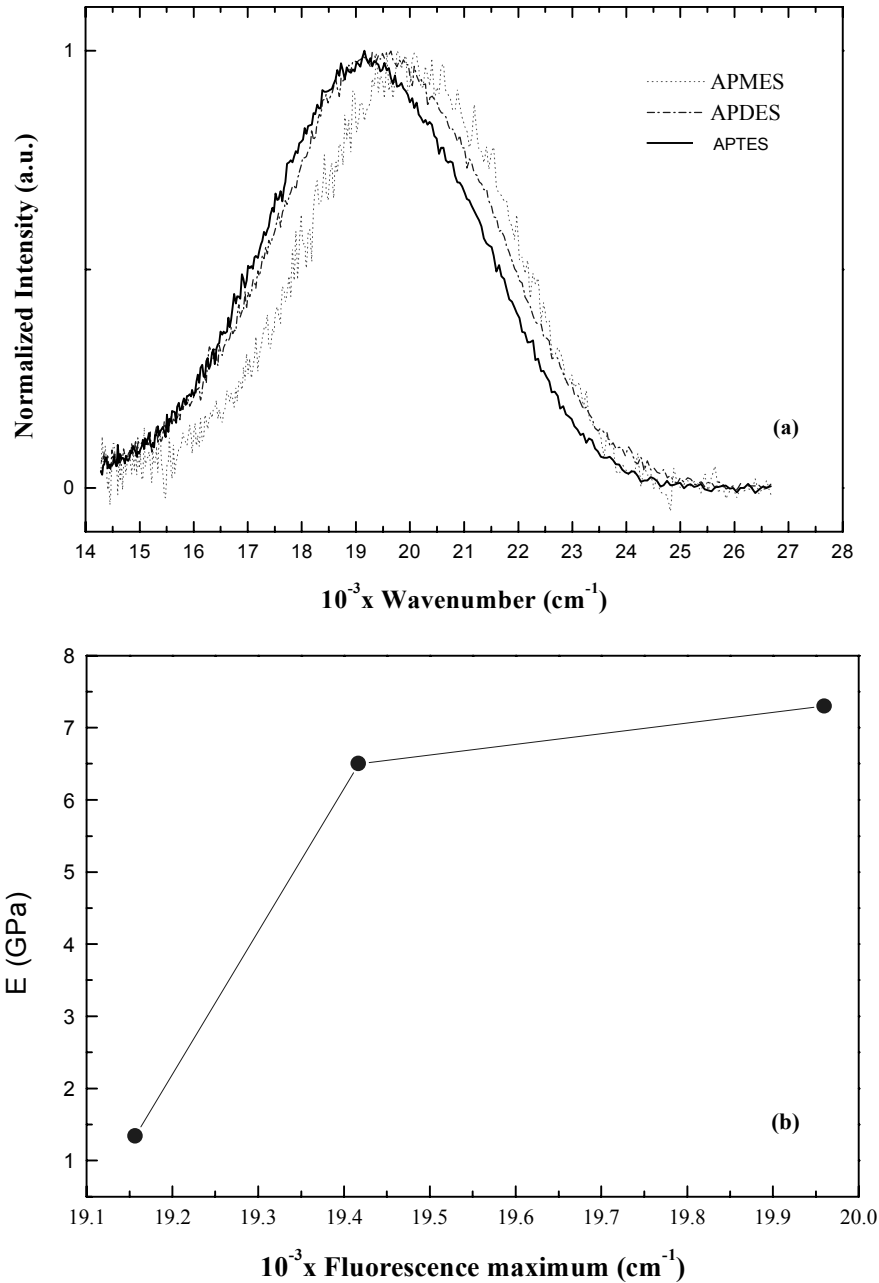 1
0
Normalized Intensity (a.u.)
APMES
APDES
APTES
(a)
14 15 16 17 18 19 20 21 22 23 24 25 26 27 28
10⁻³x Wavenumber (cm⁻¹)
8
7
6
5
4
3
2
1
E (GPa)
(b)
19.1 19.2 19.3 19.4 19.5 19.6 19.7 19.8 19.9 20.0
10⁻³x Fluorescence maximum (cm⁻¹)